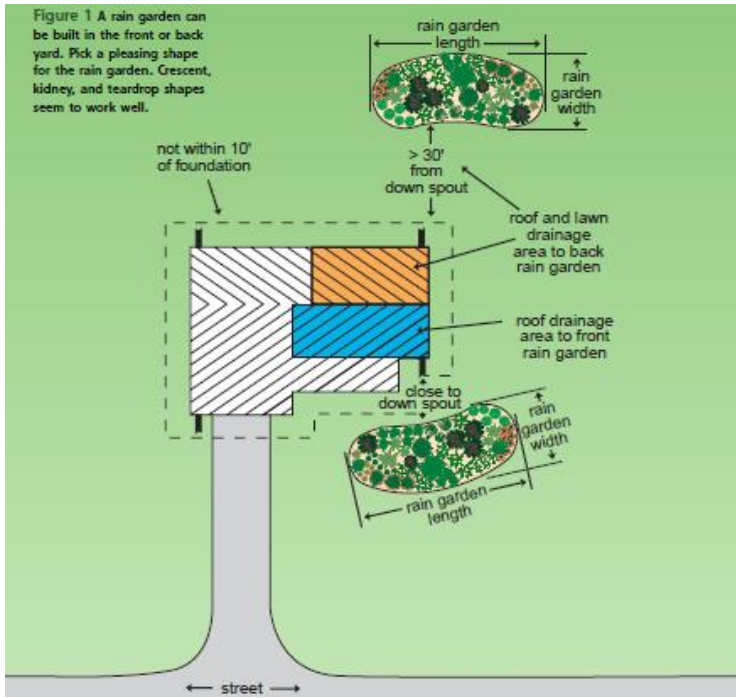 Figure 1 A rain garden can
be built in the front or back
yard. Pick a pleasing shape
for the rain garden. Crescent,
kidney, and teardrop shapes
seem to work well.
rain garden
length
rain
garden
width
not within 10'
of foundation
> 30'
from
down spout
roof and lawn
drainage
area to back
rain garden
roof drainage
area to front
rain garden
close to
down spout
rain
garden
width
rain garden
length
street